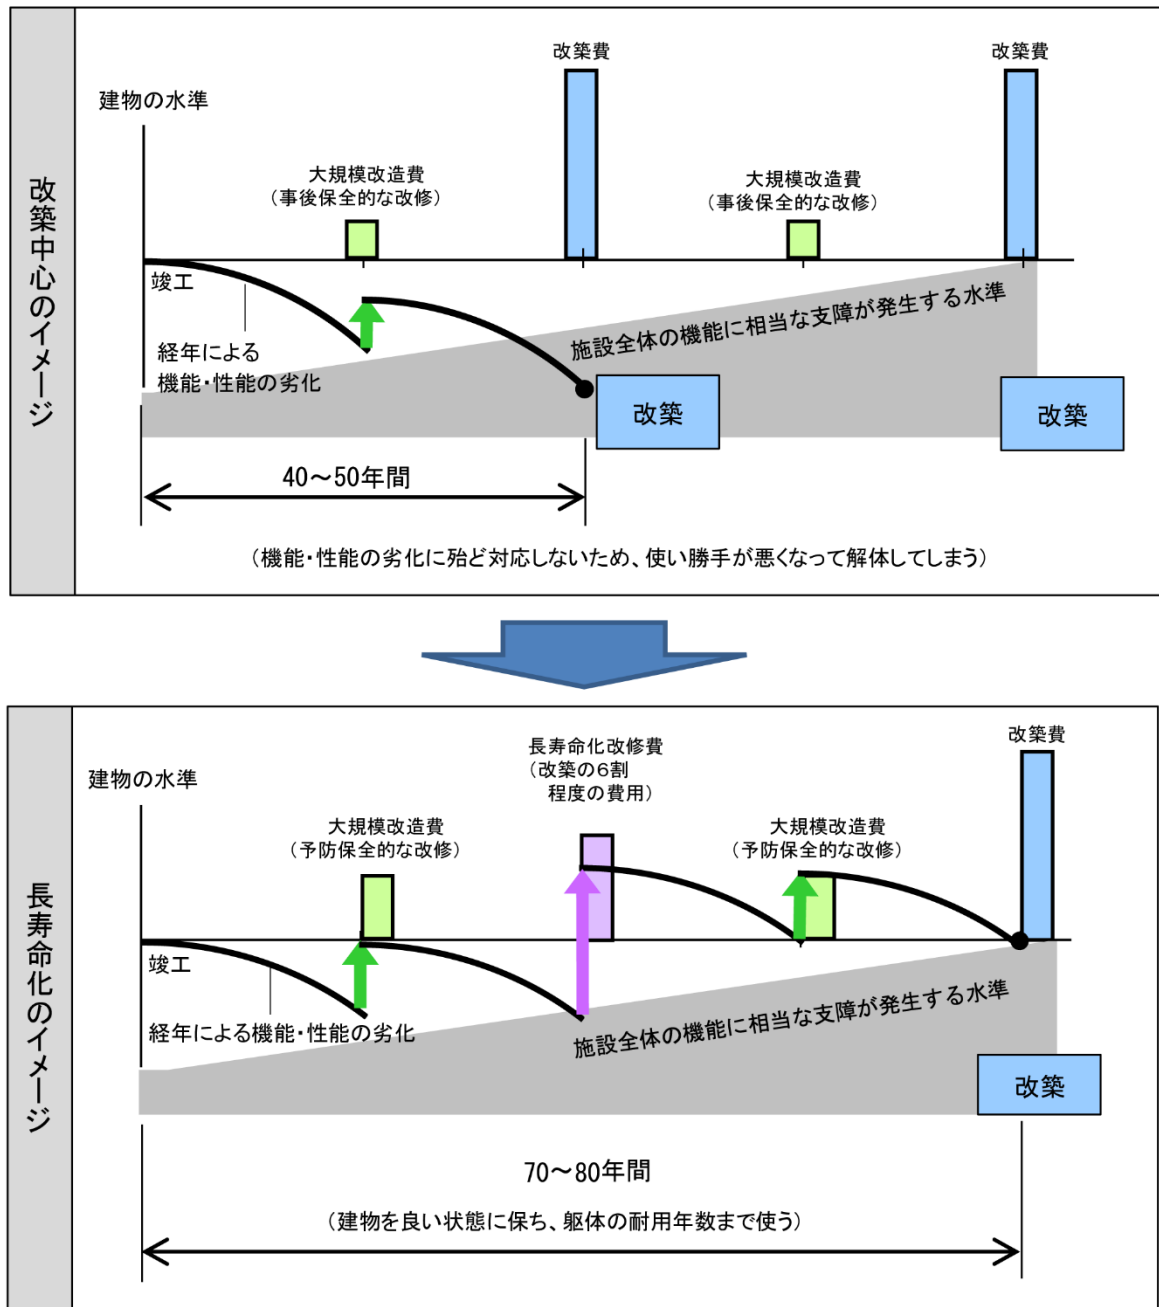 改築中心のイメージ
建物の水準
改築費
改築費
大規模改造費
（事後保全的な改修）
大規模改造費
（事後保全的な改修）
竣工
経年による
機能・性能の劣化
施設全体の機能に相当な支障が発生する水準
改築
改築
40～50年間
（機能・性能の劣化に殆ど対応しないため、使い勝手が悪くなって解体してしまう）
長寿命化のイメージ
建物の水準
長寿命化改修費
（改築の６割
程度の費用）
改築費
大規模改造費
（予防保全的な改修）
大規模改造費
（予防保全的な改修）
竣工
経年による機能・性能の劣化
施設全体の機能に相当な支障が発生する水準
改築
70～80年間
（建物を良い状態に保ち、躯体の耐用年数まで使う）